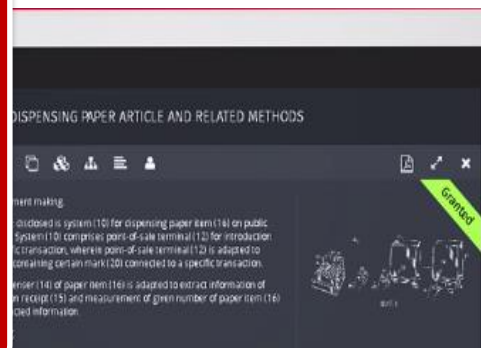 DISPENSING PAPER ARTICLE AND RELATED METHODS
Granted
ment making.
disclosed is system (10) for dispensing paper item (16) on public
System (10) comprises point-of-sale terminal (12) for introduction
ic transaction, wherein point-of-sale terminal (12) is adapted to
containing certain mark (20) connected to a specific transaction.
enser (14) of paper item (16) is adapted to extract information of
n receipt (15) and measurement of given number of paper item (16)
cted information.